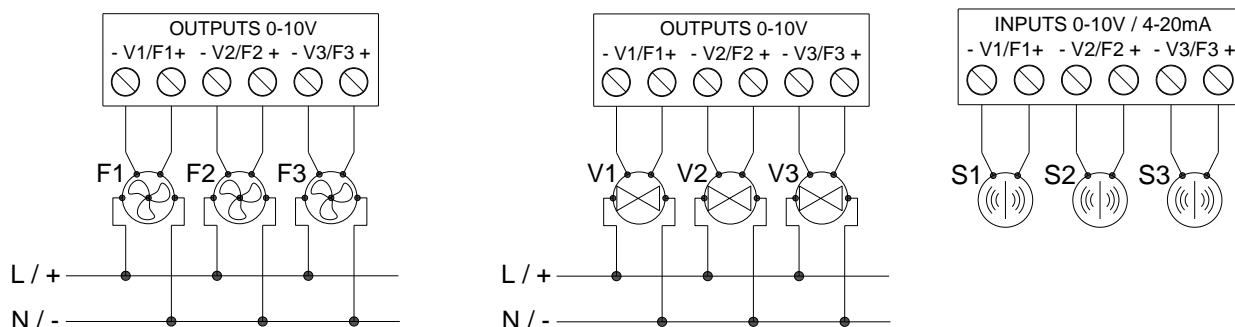 OUTPUTS 0-10V
- V1/F1+ - V2/F2 + - V3/F3 +
F1 F2 F3
L / +
N / -
OUTPUTS 0-10V
- V1/F1+ - V2/F2 + - V3/F3 +
V1 V2 V3
L / +
N / -
INPUTS 0-10V / 4-20mA
- V1/F1+ - V2/F2 + - V3/F3 +
S1 S2 S3